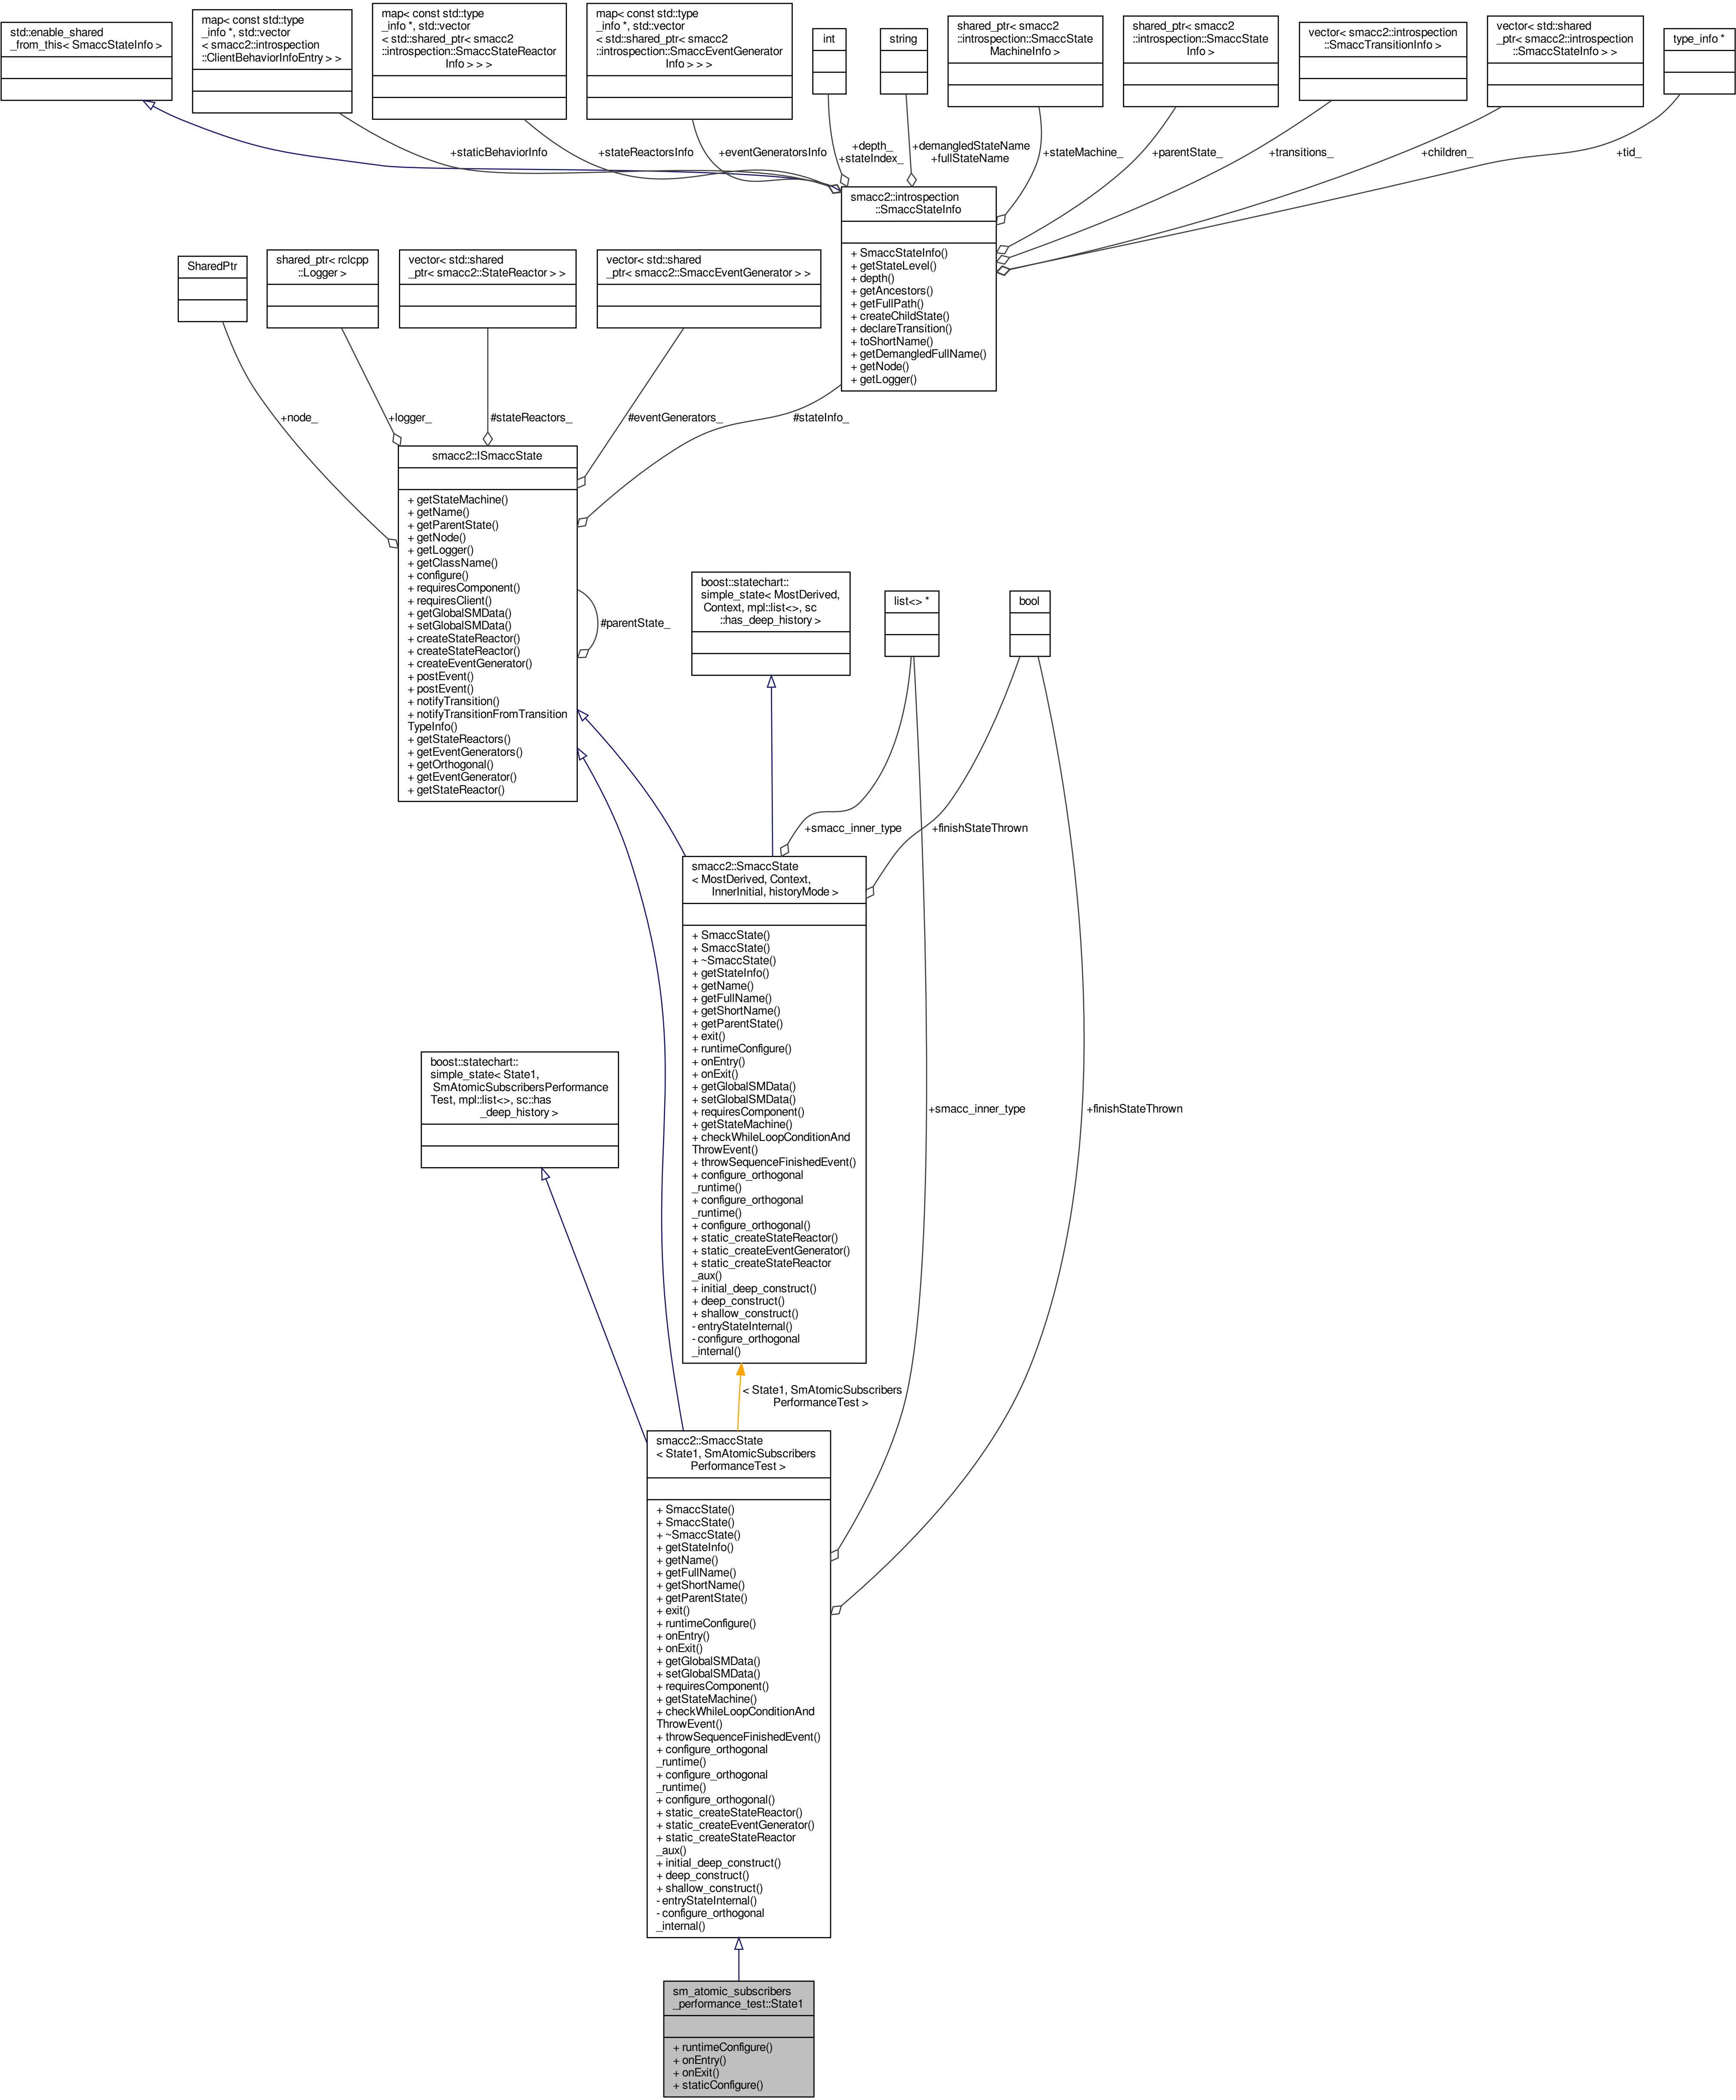 std::enable_shared
_from_this< SmaccStateInfo >
map< const std::type
_info *, std::vector
< smacc2::introspection
::ClientBehaviorInfoEntry > >
map< const std::type
_info *, std::vector
< std::shared_ptr< smacc2
::introspection::SmaccStateReactor
Info > > >
map< const std::type
_info *, std::vector
< std::shared_ptr< smacc2
::introspection::SmaccEventGenerator
Info > > >
int
string
shared_ptr< smacc2
::introspection::SmaccState
MachineInfo >
shared_ptr< smacc2
::introspection::SmaccState
Info >
vector< smacc2::introspection
::SmaccTransitionInfo >
vector< std::shared
_ptr< smacc2::introspection
::SmaccStateInfo > >
type_info *
+staticBehaviorInfo
+stateReactorsInfo
+eventGeneratorsInfo
+depth_
+stateIndex_
+demangledStateName
+fullStateName
+stateMachine_
+parentState_
+transitions_
+children_
+tid_
smacc2::introspection
::SmaccStateInfo
+ SmaccStateInfo()
+ getStateLevel()
+ depth()
+ getAncestors()
+ getFullPath()
+ createChildState()
+ declareTransition()
+ toShortName()
+ getDemangledFullName()
+ getNode()
+ getLogger()
SharedPtr
shared_ptr< rclcpp
::Logger >
vector< std::shared
_ptr< smacc2::StateReactor > >
vector< std::shared
_ptr< smacc2::SmaccEventGenerator > >
+node_
+logger_
#stateReactors_
#eventGenerators_
#stateInfo_
smacc2::ISmaccState
+ getStateMachine()
+ getName()
+ getParentState()
+ getNode()
+ getLogger()
+ getClassName()
+ configure()
+ requiresComponent()
+ requiresClient()
+ getGlobalSMData()
+ setGlobalSMData()
+ createStateReactor()
+ createStateReactor()
+ createEventGenerator()
+ postEvent()
+ postEvent()
+ notifyTransition()
+ notifyTransitionFromTransition
TypeInfo()
+ getStateReactors()
+ getEventGenerators()
+ getOrthogonal()
+ getEventGenerator()
+ getStateReactor()
#parentState_
boost::statechart::
simple_state< MostDerived,
Context, mpl::list<>, sc
::has_deep_history >
list<> *
bool
+smacc_inner_type
+finishStateThrown
smacc2::SmaccState
< MostDerived, Context,
InnerInitial, historyMode >
+ SmaccState()
+ SmaccState()
+ ~SmaccState()
+ getStateInfo()
+ getName()
+ getFullName()
+ getShortName()
+ getParentState()
+ exit()
+ runtimeConfigure()
+ onEntry()
+ onExit()
+ getGlobalSMData()
+ setGlobalSMData()
+ requiresComponent()
+ getStateMachine()
+ checkWhileLoopConditionAnd
ThrowEvent()
+ throwSequenceFinishedEvent()
+ configure_orthogonal
_runtime()
+ configure_orthogonal
_runtime()
+ configure_orthogonal()
+ static_createStateReactor()
+ static_createEventGenerator()
+ static_createStateReactor
_aux()
+ initial_deep_construct()
+ deep_construct()
+ shallow_construct()
- entryStateInternal()
- configure_orthogonal
_internal()
boost::statechart::
simple_state< State1,
SmAtomicSubscribersPerformance
Test, mpl::list<>, sc::has
_deep_history >
+smacc_inner_type
+finishStateThrown
< State1, SmAtomicSubscribers
PerformanceTest >
smacc2::SmaccState
< State1, SmAtomicSubscribers
PerformanceTest >
+ SmaccState()
+ SmaccState()
+ ~SmaccState()
+ getStateInfo()
+ getName()
+ getFullName()
+ getShortName()
+ getParentState()
+ exit()
+ runtimeConfigure()
+ onEntry()
+ onExit()
+ getGlobalSMData()
+ setGlobalSMData()
+ requiresComponent()
+ getStateMachine()
+ checkWhileLoopConditionAnd
ThrowEvent()
+ throwSequenceFinishedEvent()
+ configure_orthogonal
_runtime()
+ configure_orthogonal
_runtime()
+ configure_orthogonal()
+ static_createStateReactor()
+ static_createEventGenerator()
+ static_createStateReactor
_aux()
+ initial_deep_construct()
+ deep_construct()
+ shallow_construct()
- entryStateInternal()
- configure_orthogonal
_internal()
sm_atomic_subscribers
_performance_test::State1
+ runtimeConfigure()
+ onEntry()
+ onExit()
+ staticConfigure()